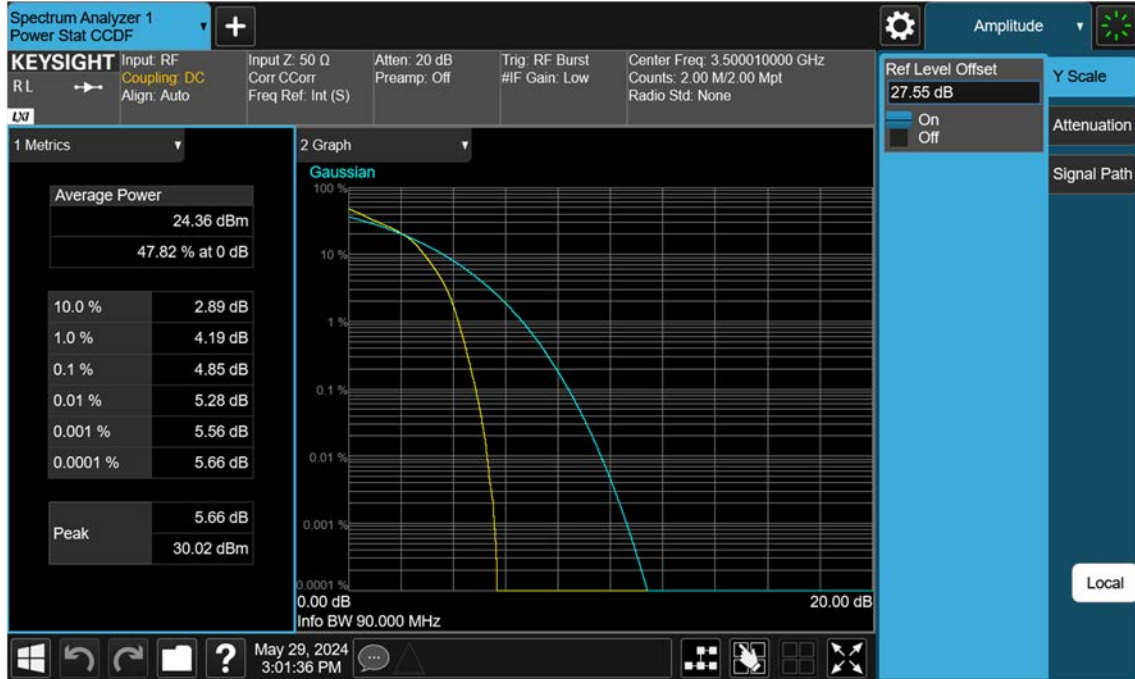 Spectrum Analyzer 1
Power Stat CCDF
Amplitude
KEYSIGHT
R L
LXI
Input: RF
Coupling: DC
Align: Auto
Input Z: 50 Ω
Corr CCorr
Freq Ref: Int (S)
Atten: 20 dB
Preamp: Off
Trig: RF Burst
#IF Gain: Low
Center Freq: 3.500010000 GHz
Counts: 2.00 M/2.00 Mpt
Radio Std: None
Ref Level Offset
27.55 dB
On
Off
Y Scale
Attenuation
Signal Path
Local
1 Metrics
Average Power
24.36 dBm
47.82 % at 0 dB
10.0 % 2.89 dB
1.0 % 4.19 dB
0.1 % 4.85 dB
0.01 % 5.28 dB
0.001 % 5.56 dB
0.0001 % 5.66 dB
Peak
5.66 dB
30.02 dBm
2 Graph
Gaussian
100 %
10 %
1 %
0.1 %
0.01 %
0.001 %
0.0001 %
0.00 dB 20.00 dB
Info BW 90.000 MHz
?
May 29, 2024
3:01:36 PM